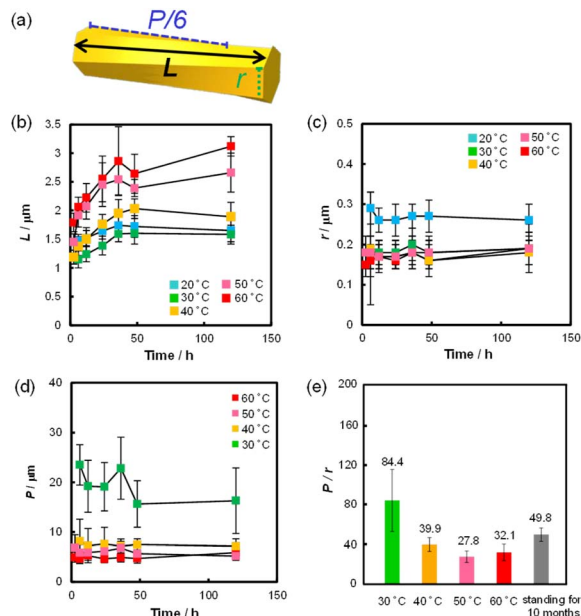 (a)
P/6
L
r
(b)
L / μm
3.5
3
2.5
2
1.5
1
0.5
0
0 50 100 150
Time / h
20 ˚C 50 ˚C
30 ˚C 60 ˚C
40 ˚C
(c)
r / μm
0.5
0.4
0.3
0.2
0.1
0
0 50 100 150
Time / h
20 ˚C 50 ˚C
30 ˚C 60 ˚C
40 ˚C
(d)
P / μm
40
30
20
10
0
0 50 100 150
Time / h
60 ˚C
50 ˚C
40 ˚C
30 ˚C
(e)
P / r
200
160
120
80
40
0
84.4
39.9
27.8
32.1
49.8
30 ˚C 40 ˚C 50 ˚C 60 ˚C standing for
10 months